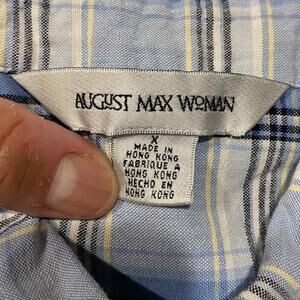 AUGUST MAX WOMAN
X
MADE IN
HONG KONG
FABRIQUE A
HONG KONG
HECHO EN
HONG KONG